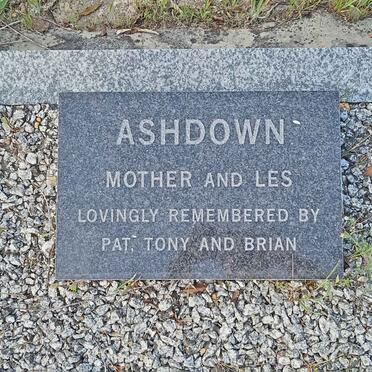 ASHDOWN
MOTHER AND LES
LOVINGLY REMEMBERED BY
PAT, TONY AND BRIAN